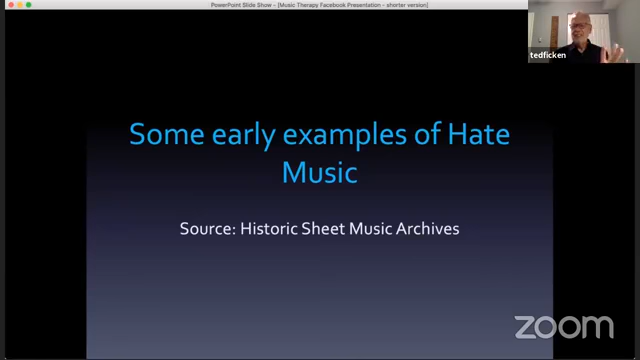 PowerPoint Slide Show - [Music Therapy Facebook Presentation - shorter version]
tedficken
Some early examples of Hate
Music
Source: Historic Sheet Music Archives
zoom